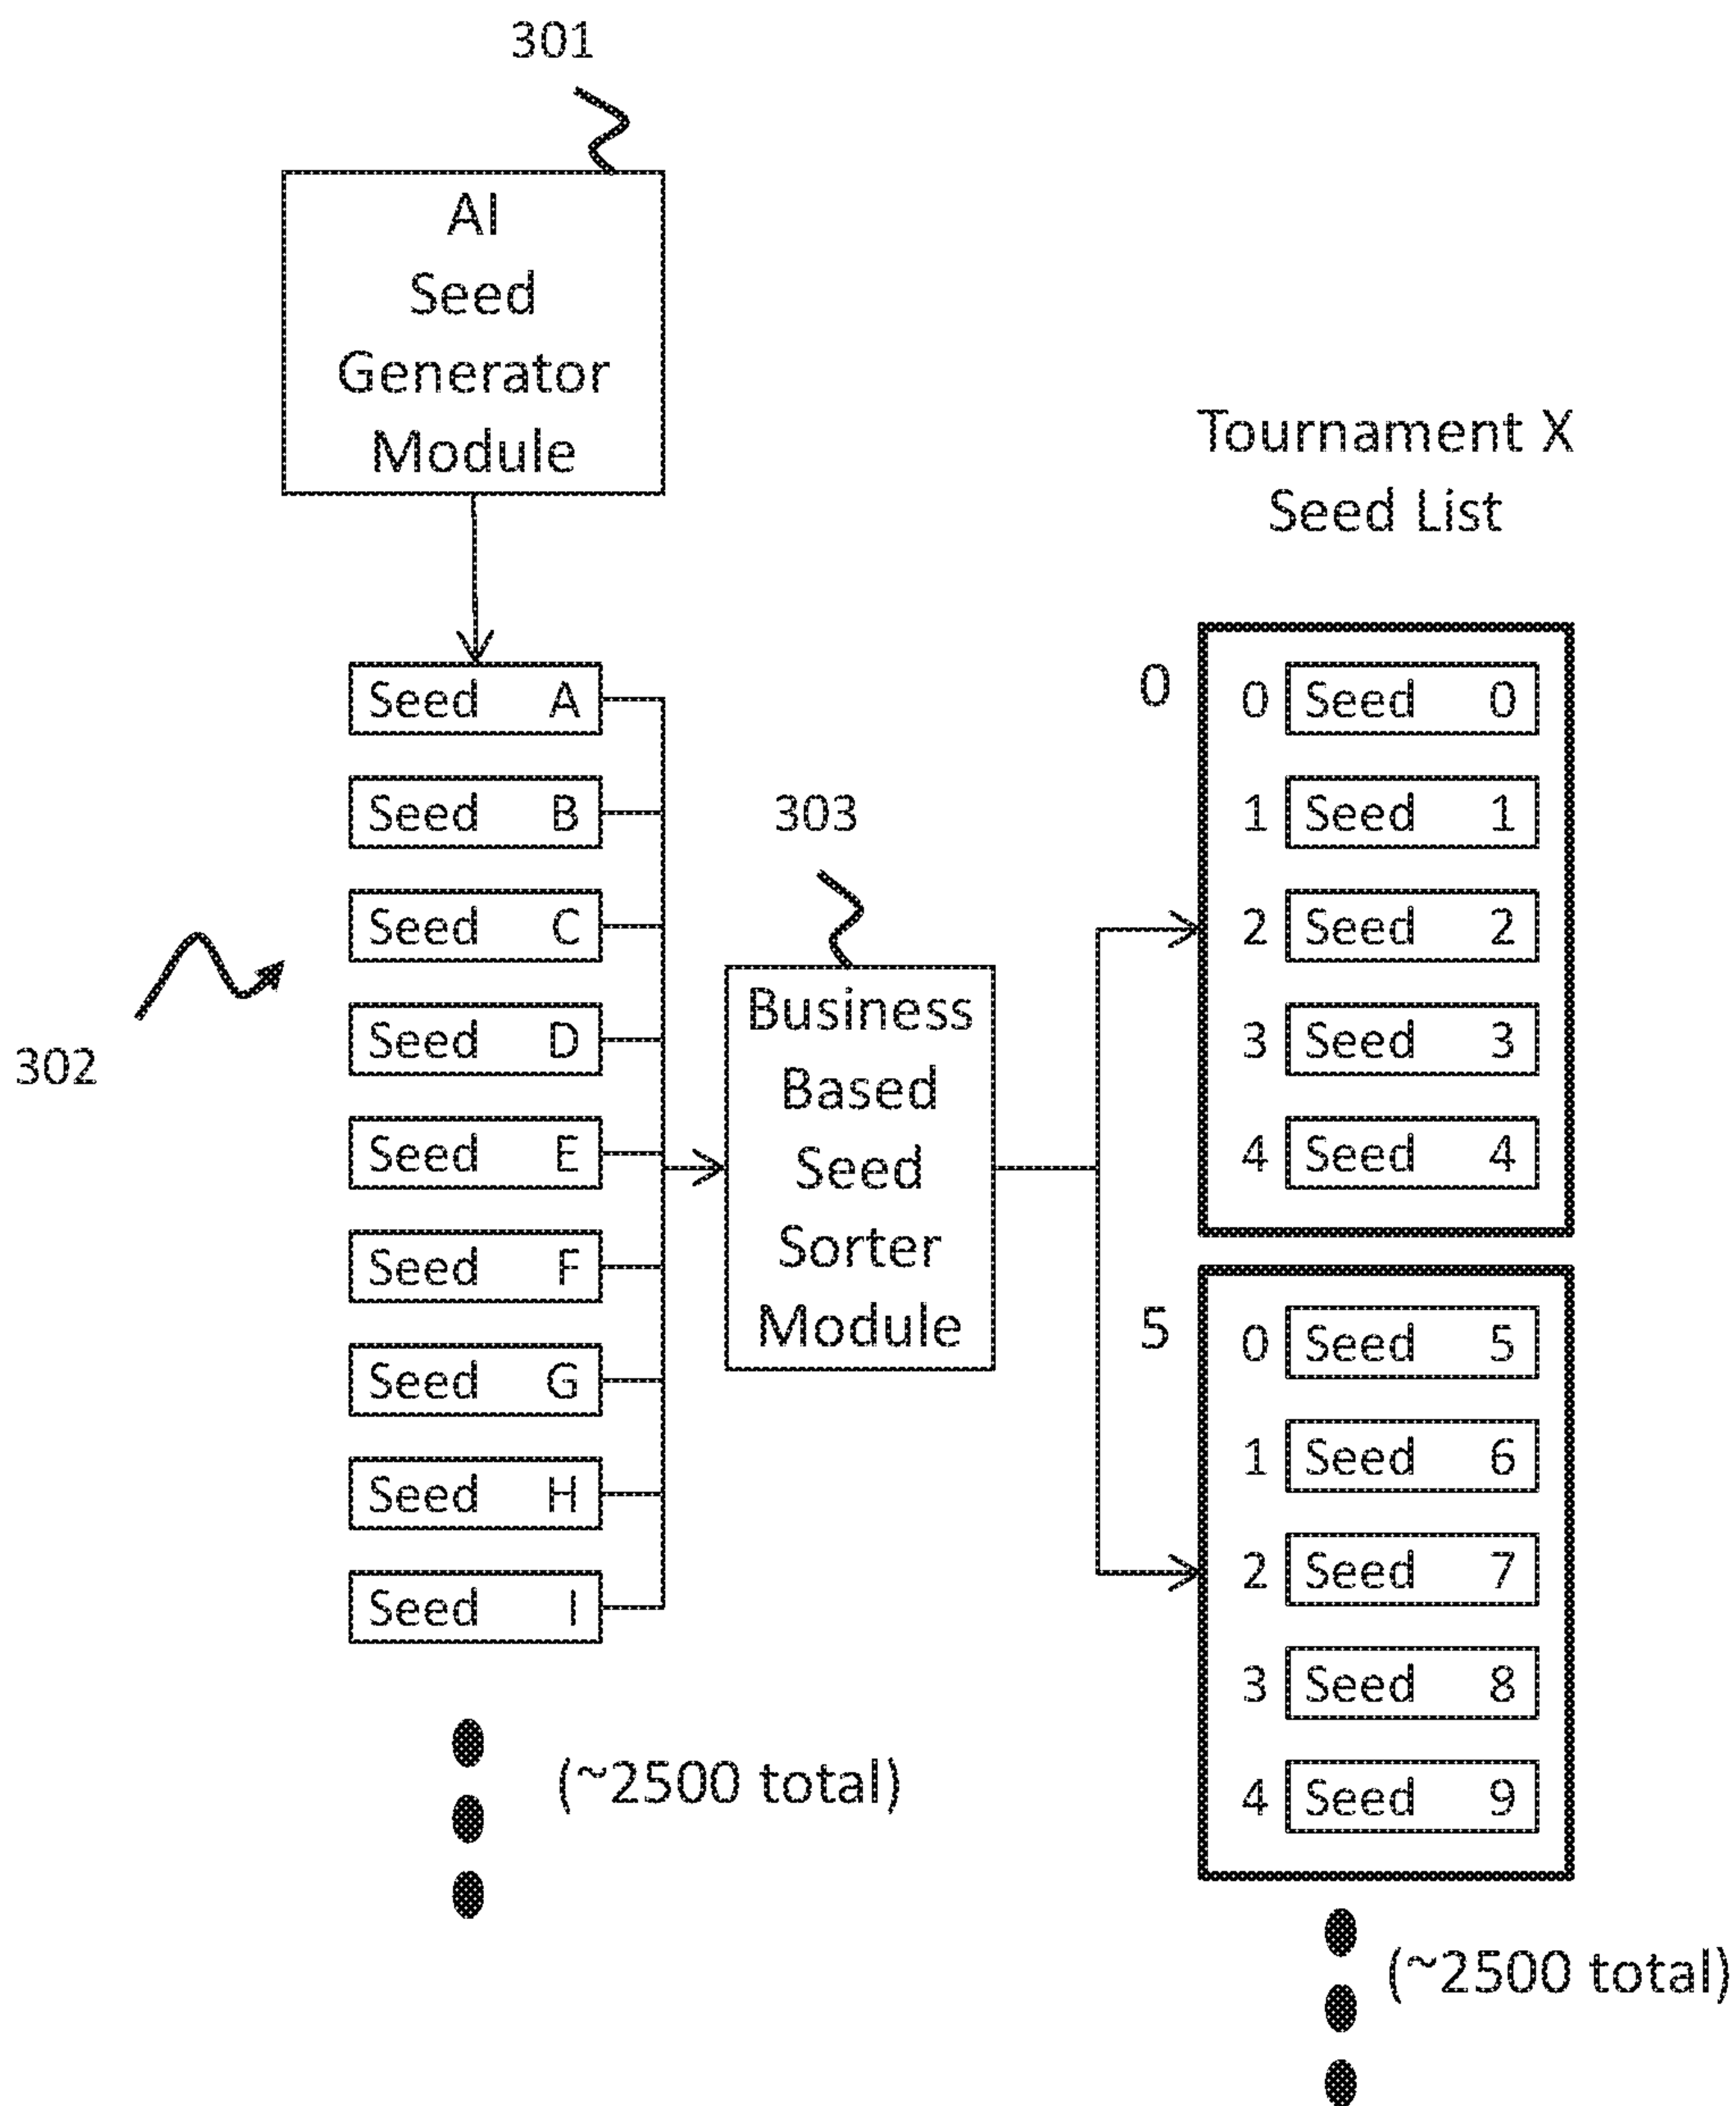 301
AI
Seed
Generator
Module
Tournament X
Seed List
Seed A
Seed B
Seed C
Seed D
Seed E
Seed F
Seed G
Seed H
Seed I
(~2500 total)
302
303
Business
Based
Seed
Sorter
Module
0
0 Seed 0
1 Seed 1
2 Seed 2
3 Seed 3
4 Seed 4
5
0 Seed 5
1 Seed 6
2 Seed 7
3 Seed 8
4 Seed 9
(~2500 total)